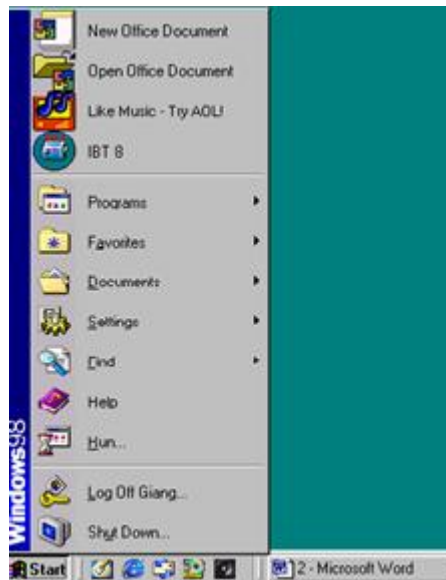 New Office Document
Open Office Document
Like Music - Try AOL!
IBT 8
Programs
Favorites
Documents
Settings
Find
Help
Run...
Log Off Giang...
Shut Down...
Windows98
Start
2 - Microsoft Word